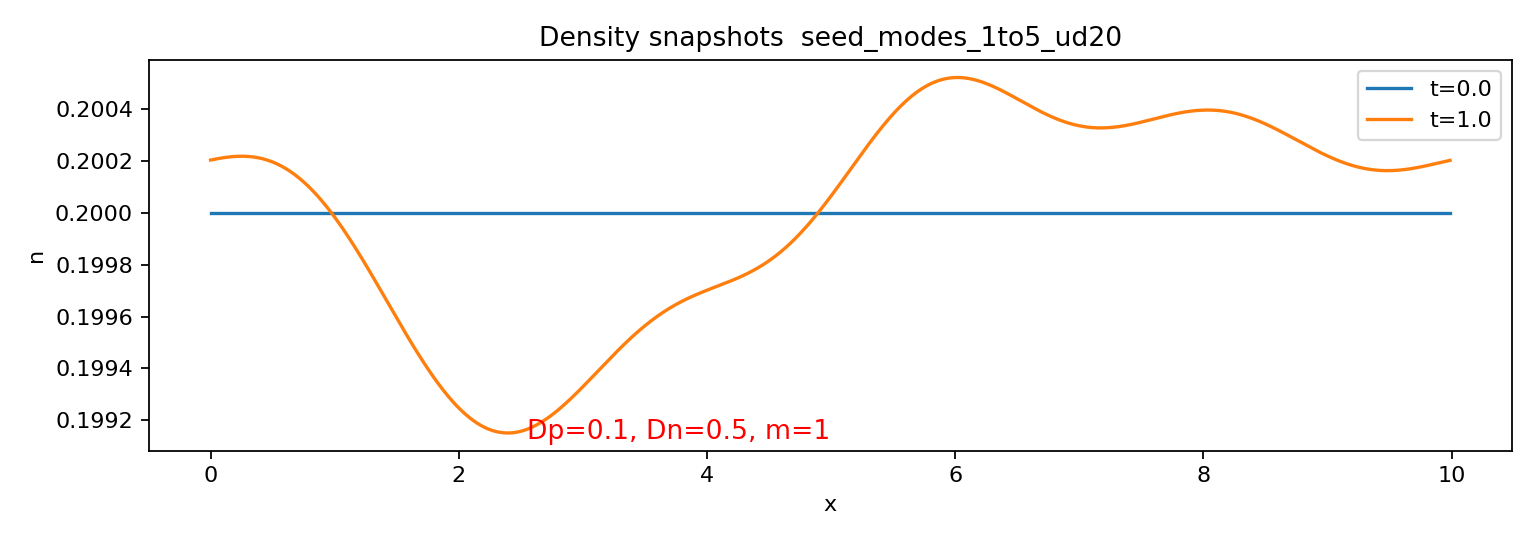 Density snapshots  seed_modes_1to5_ud20
t=0.0
t=1.0
0.2004
0.2002
0.2000
0.1998
0.1996
0.1994
0.1992
n
Dp=0.1, Dn=0.5, m=1
0 2 4 6 8 10
x